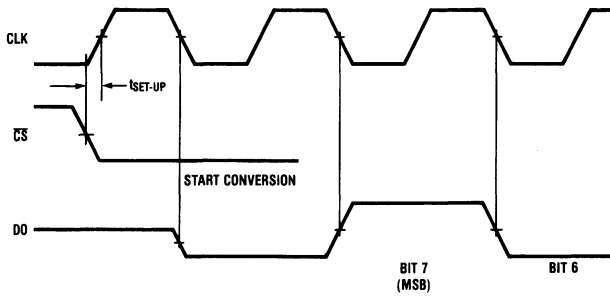 CLK
tSET-UP
CS
START CONVERSION
DO
BIT 7
(MSB)
BIT 6